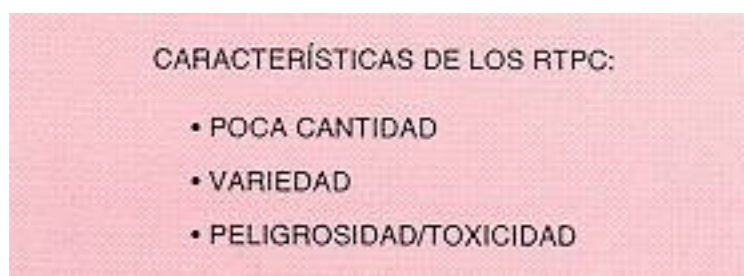 CARACTERÍSTICAS DE LOS RTPC:
• POCA CANTIDAD
• VARIEDAD
• PELIGROSIDAD/TOXICIDAD